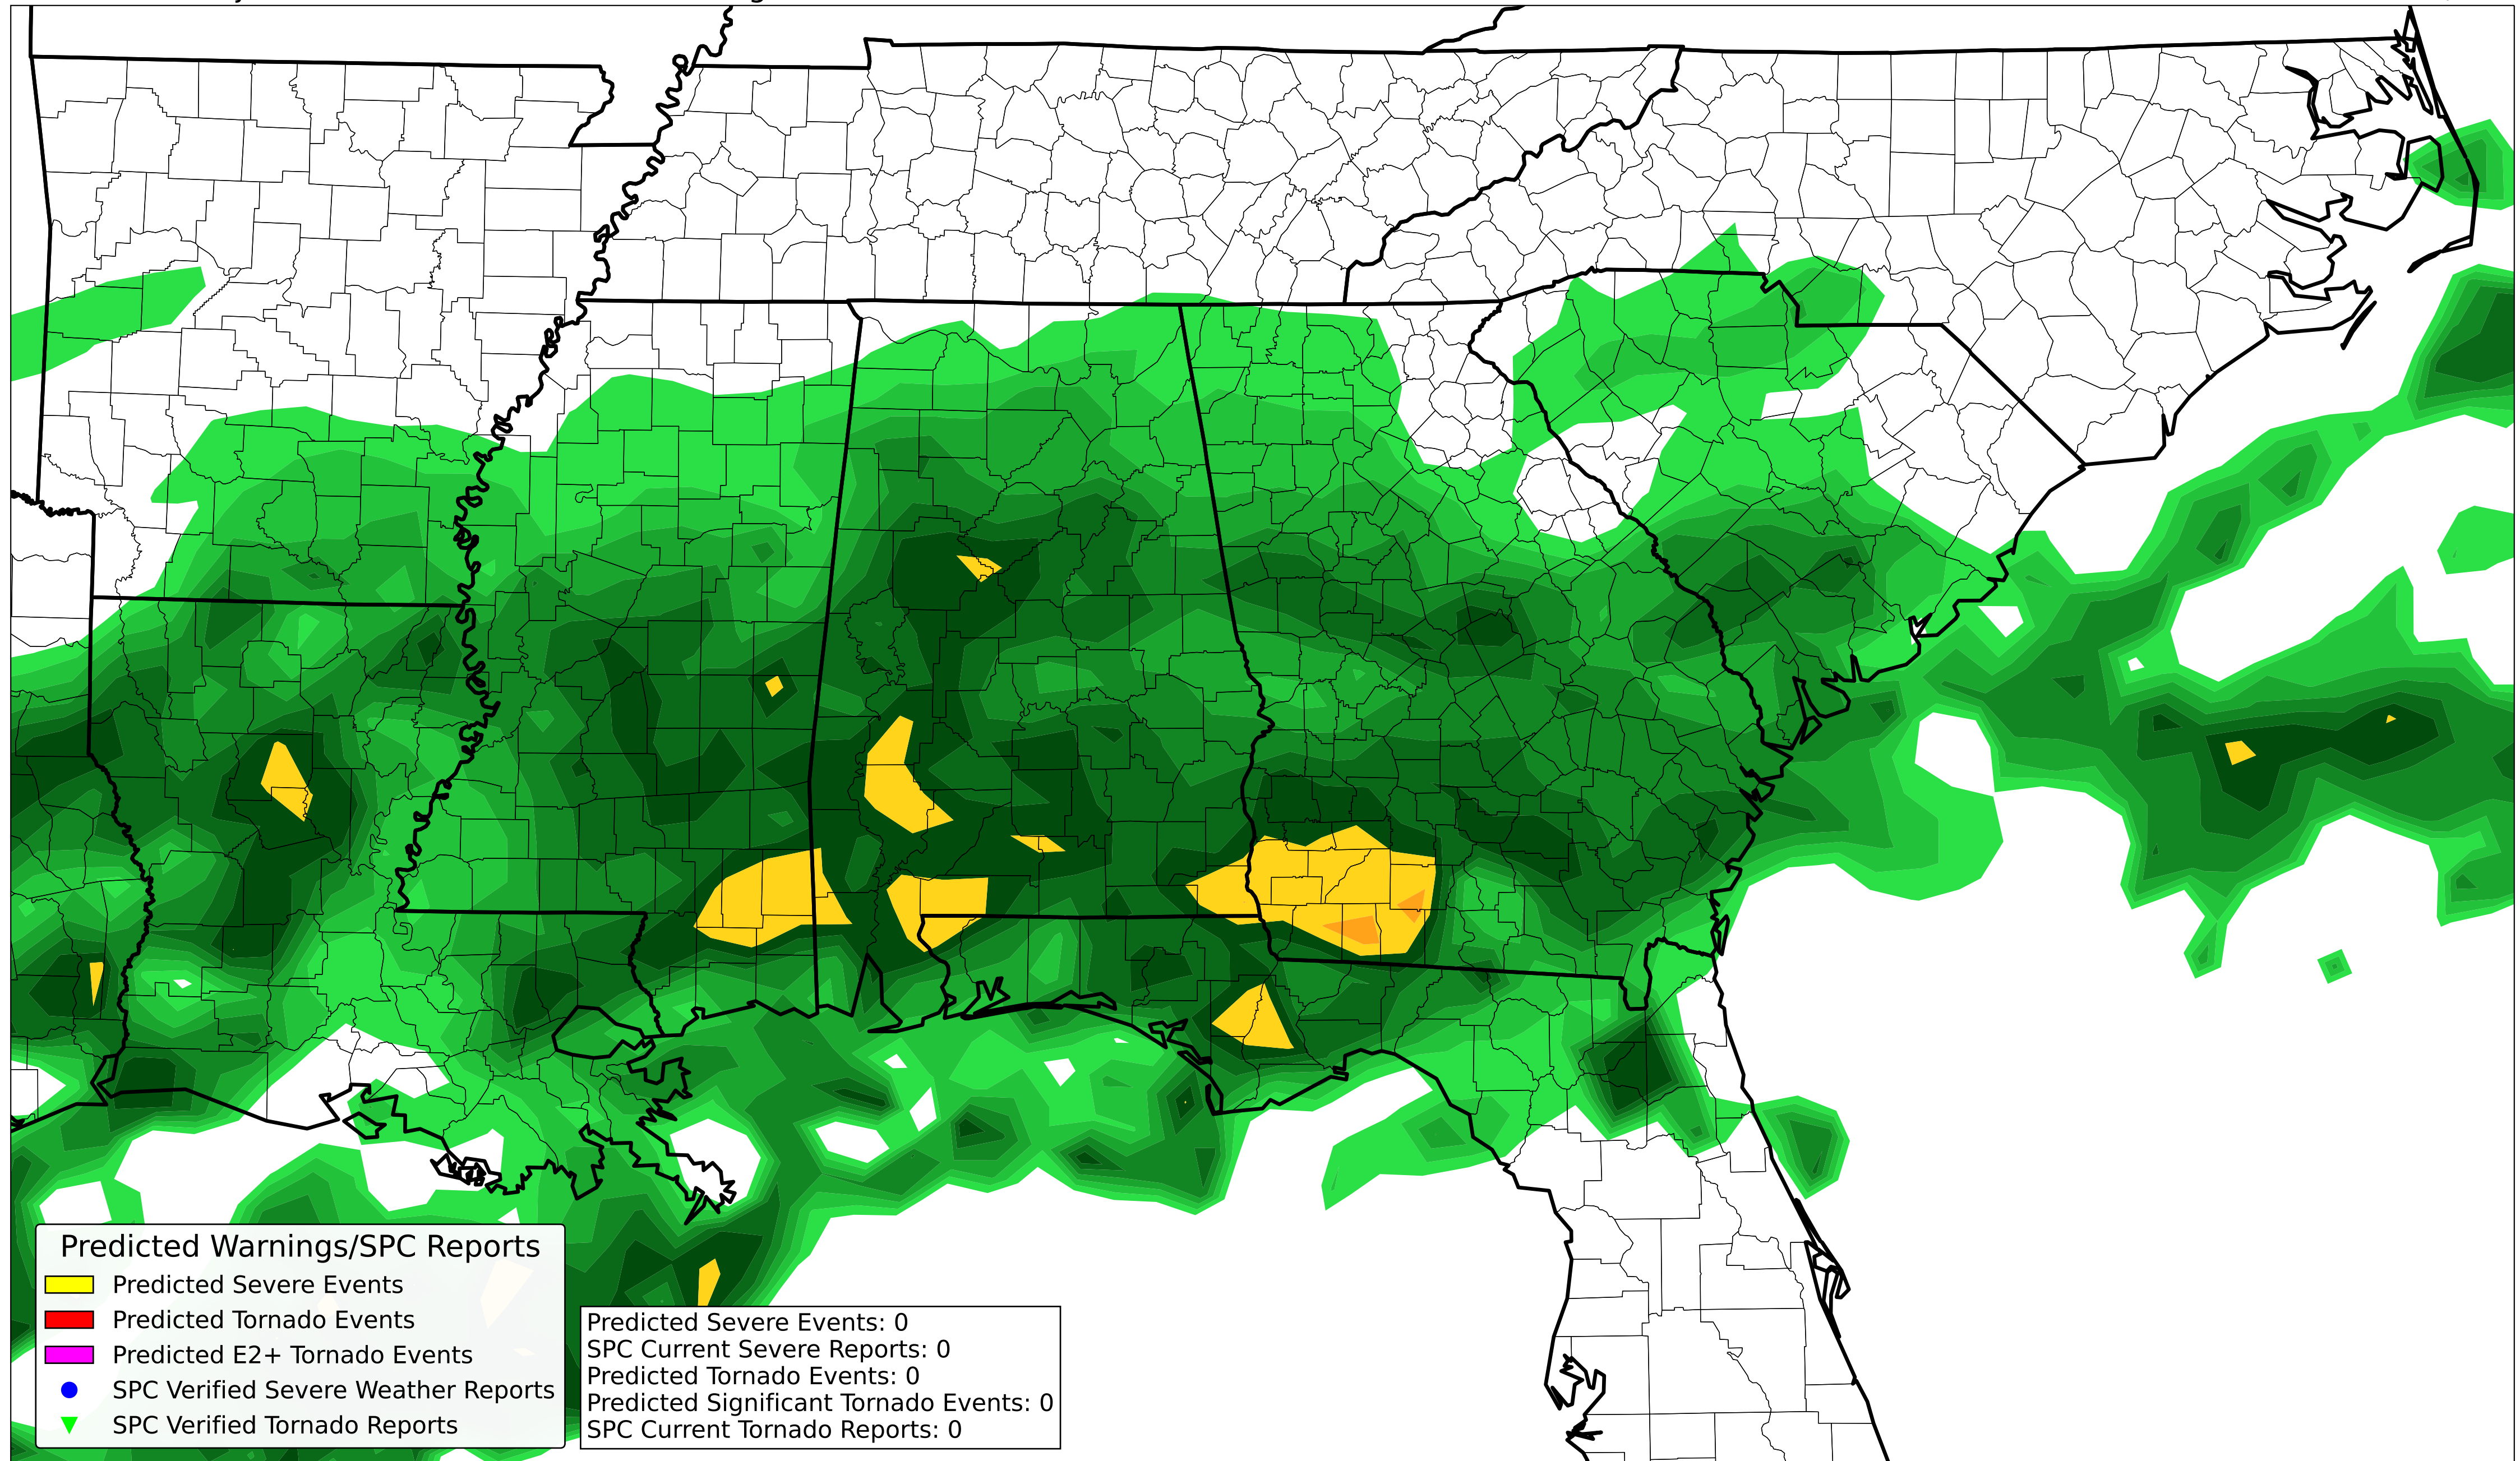 Predicted Warnings/SPC Reports
Predicted Severe Events
Predicted Tornado Events
Predicted E2+ Tornado Events
SPC Verified Severe Weather Reports
SPC Verified Tornado Reports
Predicted Severe Events: 0
SPC Current Severe Reports: 0
Predicted Tornado Events: 0
Predicted Significant Tornado Events: 0
SPC Current Tornado Reports: 0